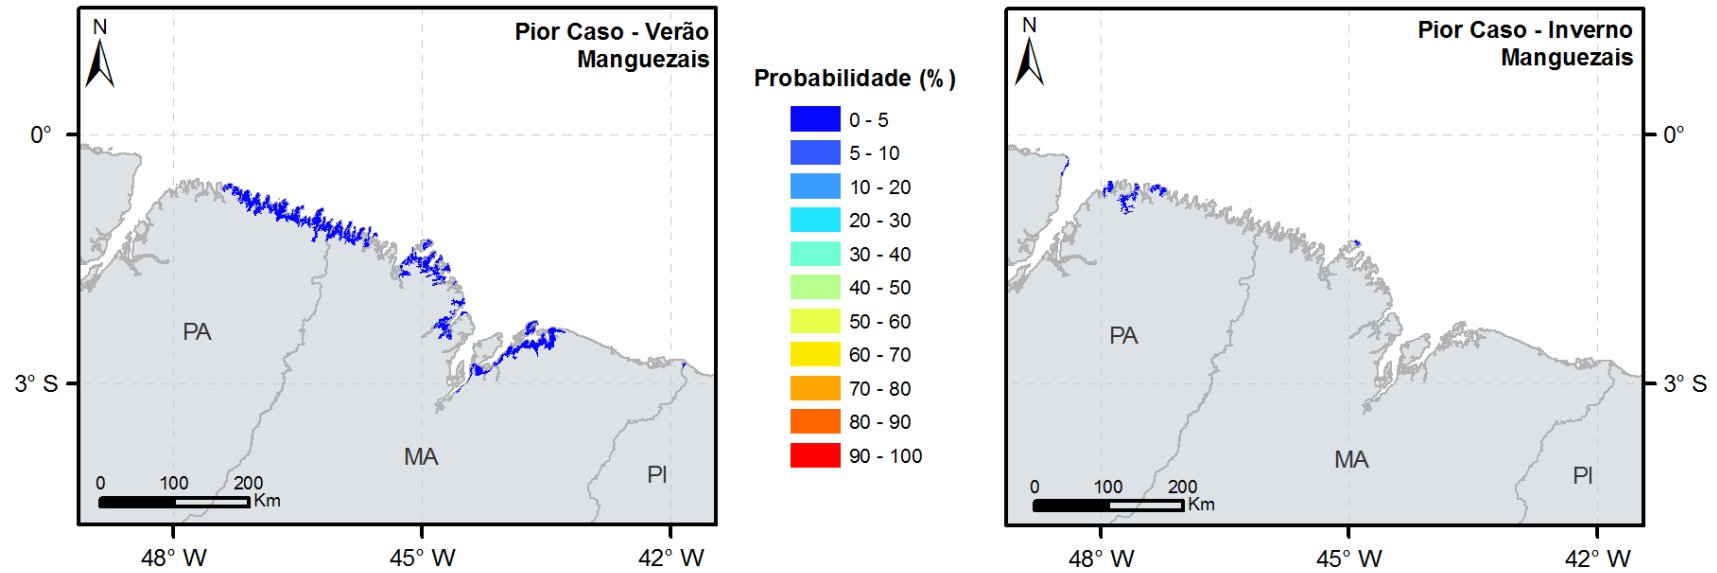 N
Pior Caso - Verão
Manguezais
0°
3° S
PA
MA
PI
0 100 200
Km
48° W 45° W 42° W
Probabilidade (%)
0 - 5
5 - 10
10 - 20
20 - 30
30 - 40
40 - 50
50 - 60
60 - 70
70 - 80
80 - 90
90 - 100
N
Pior Caso - Inverno
Manguezais
0°
3° S
PA
MA
PI
0 100 200
Km
48° W 45° W 42° W